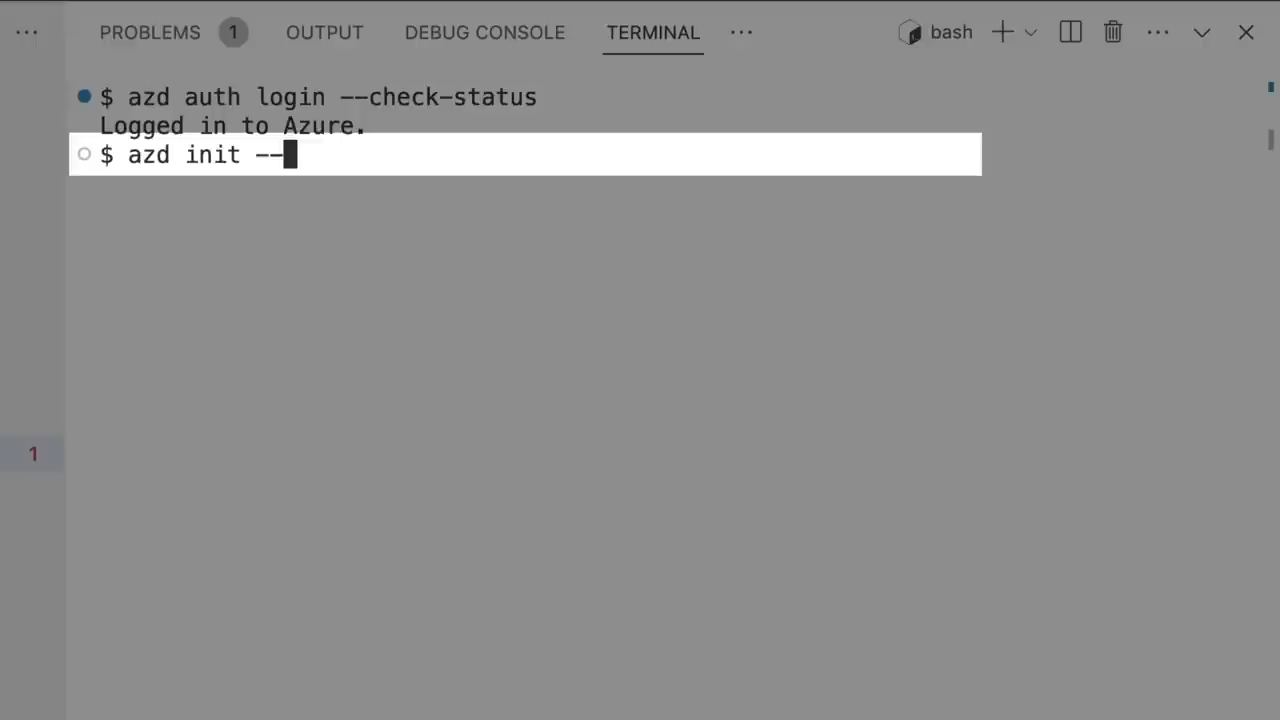 PROBLEMS 1 OUTPUT DEBUG CONSOLE TERMINAL bash
$ azd auth login --check-status
Logged in to Azure.
$ azd init --
1